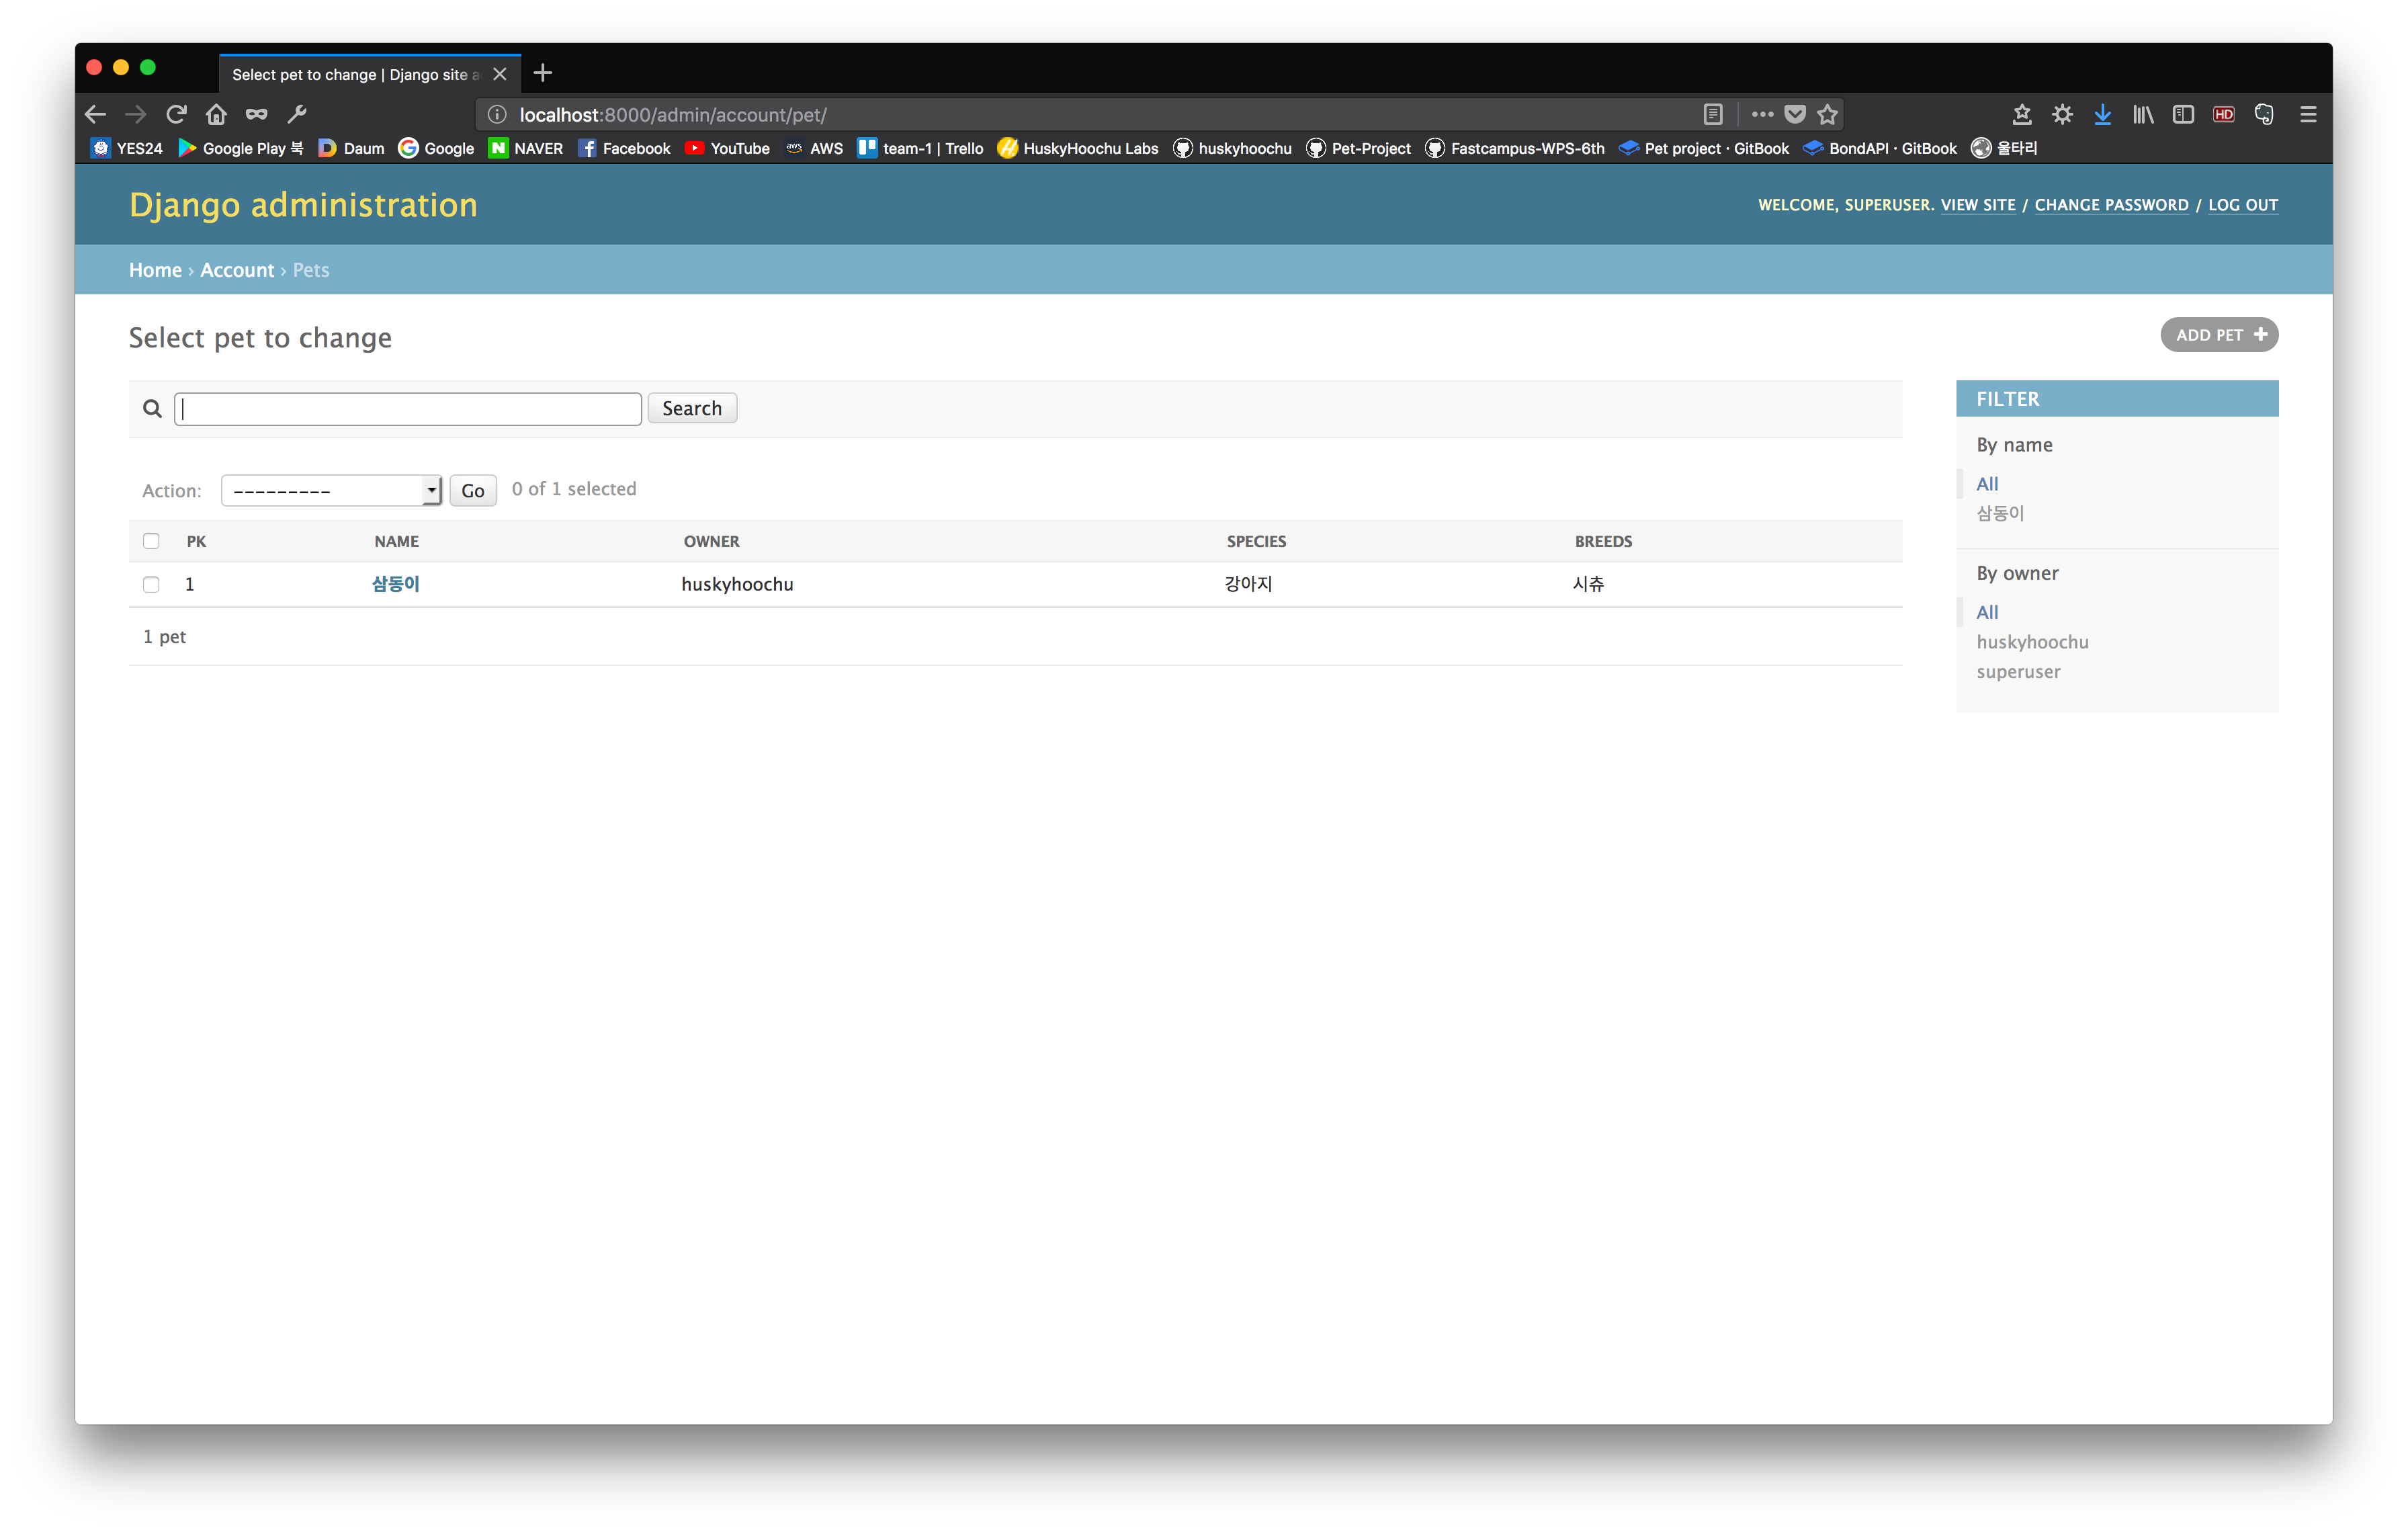 Select pet to change | Django site a
localhost:8000/admin/account/pet/
HD
YES24 Google Play 북 Daum Google NAVER Facebook YouTube aws AWS team-1 | Trello HuskyHoochu Labs huskyhoochu Pet-Project Fastcampus-WPS-6th Pet project · GitBook BondAPI · GitBook 울타리
Django administration
WELCOME, SUPERUSER. VIEW SITE / CHANGE PASSWORD / LOG OUT
Home › Account › Pets
Select pet to change
ADD PET +
Search
Action: --------- Go 0 of 1 selected
PK NAME OWNER SPECIES BREEDS
1 삼동이 huskyhoochu 강아지 시츄
1 pet
FILTER
By name
All
삼동이
By owner
All
huskyhoochu
superuser